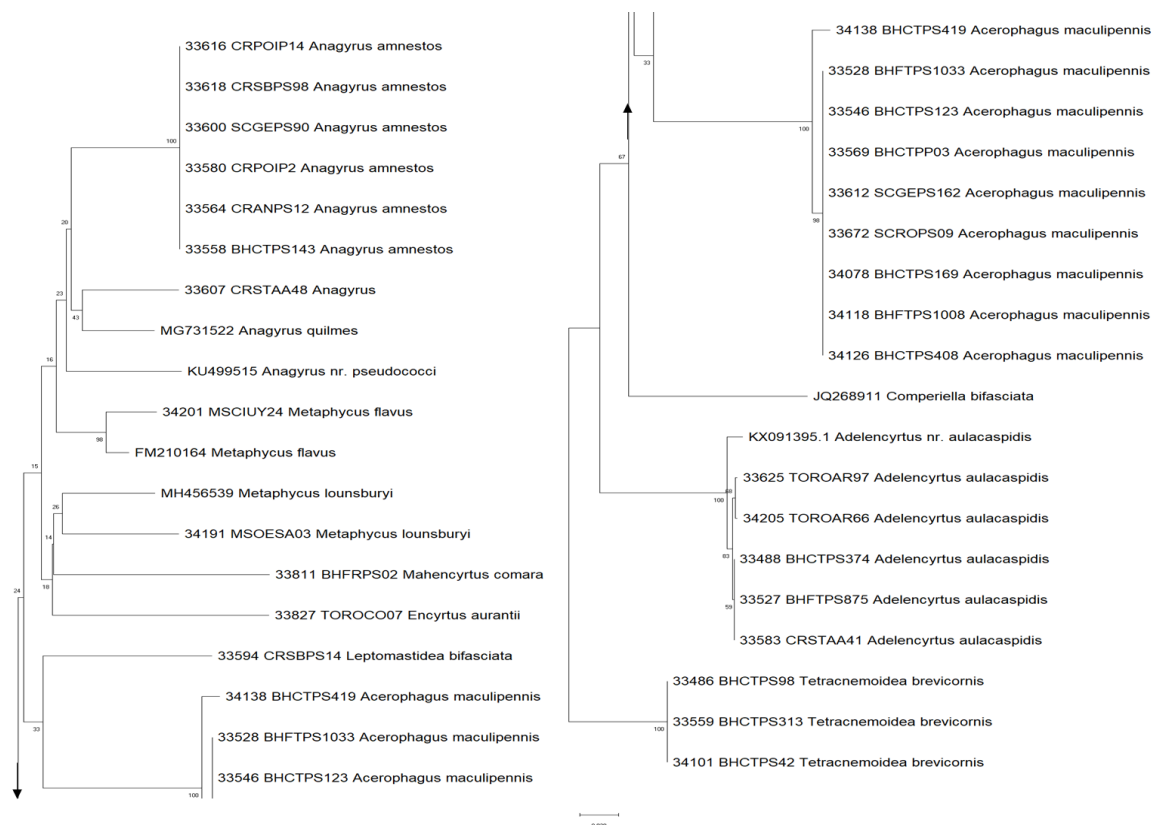 33616 CRPOIP14 Anagyrus amnestos
33618 CRSBPS98 Anagyrus amnestos
33600 SCGEPS90 Anagyrus amnestos
33580 CRPOIP2 Anagyrus amnestos
100
33564 CRANPS12 Anagyrus amnestos
33558 BHCTPS143 Anagyrus amnestos
20
33607 CRSTAA48 Anagyrus
23
43
MG731522 Anagyrus quilmes
16
KU499515 Anagyrus nr. pseudococci
34201 MSCIUY24 Metaphycus flavus
98
FM210164 Metaphycus flavus
15
MH456539 Metaphycus lounsburyi
26
34191 MSOESA03 Metaphycus lounsburyi
14
33811 BHFRPS02 Mahencyrtus comara
18
24
33827 TOROCO07 Encyrtus aurantii
33594 CRSBPS14 Leptomastidea bifasciata
34138 BHCTPS419 Acerophagus maculipennis
33
33528 BHFTPS1033 Acerophagus maculipennis
33546 BHCTPS123 Acerophagus maculipennis
100
34138 BHCTPS419 Acerophagus maculipennis
33
33528 BHFTPS1033 Acerophagus maculipennis
33546 BHCTPS123 Acerophagus maculipennis
100
33569 BHCTPP03 Acerophagus maculipennis
67
33612 SCGEPS162 Acerophagus maculipennis
98
33672 SCROPS09 Acerophagus maculipennis
34078 BHCTPS169 Acerophagus maculipennis
34118 BHFTPS1008 Acerophagus maculipennis
34126 BHCTPS408 Acerophagus maculipennis
JQ268911 Comperiella bifasciata
KX091395.1 Adelencyrtus nr. aulacaspidis
33625 TOROAR97 Adelencyrtus aulacaspidis
100
34205 TOROAR66 Adelencyrtus aulacaspidis
83
33488 BHCTPS374 Adelencyrtus aulacaspidis
33527 BHFTPS875 Adelencyrtus aulacaspidis
59
33583 CRSTAA41 Adelencyrtus aulacaspidis
33486 BHCTPS98 Tetracnemoidea brevicornis
33559 BHCTPS313 Tetracnemoidea brevicornis
100
34101 BHCTPS42 Tetracnemoidea brevicornis